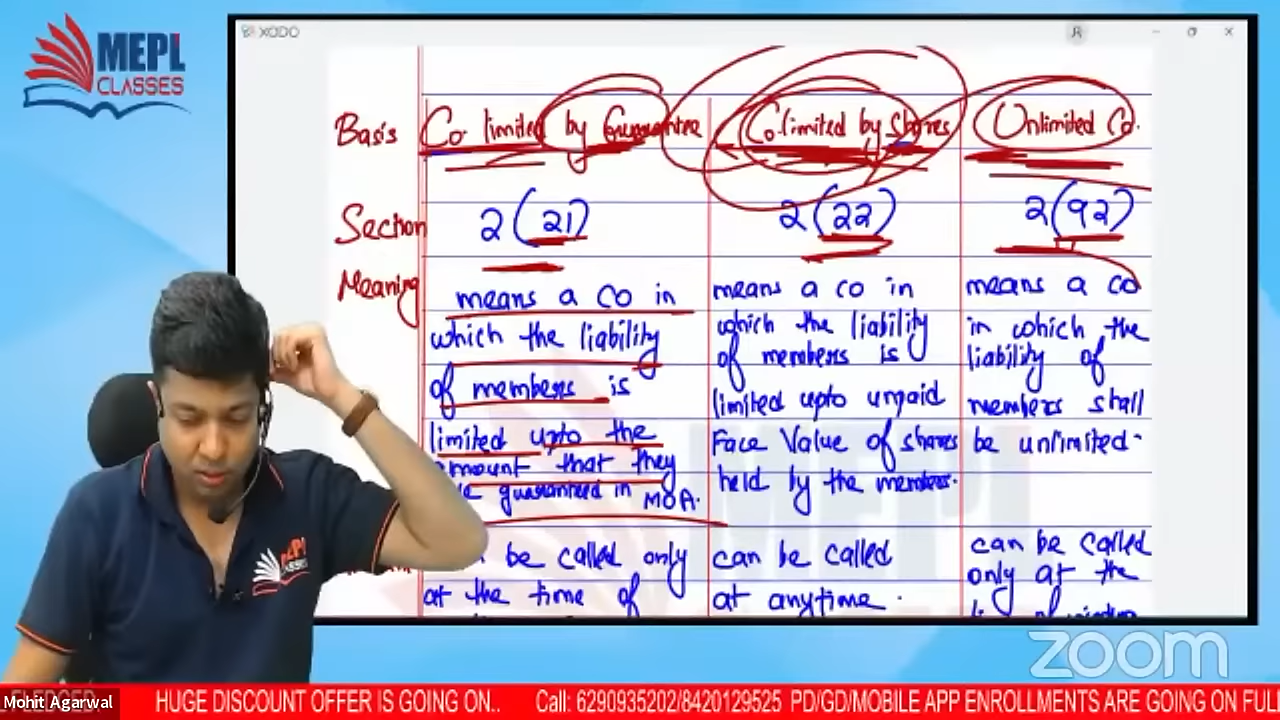 MEPL
CLASSES
XODO
Basis
Co. limited by Guarantee
Co. limited by shares
Unlimited Co.
Section
2(21)
2(22)
2(92)
Meaning
means a co in
which the liability
of members is
limited upto the
amount that they
guaranteed in MOA.
means a co in
which the liability
of members is
limited upto unpaid
Face Value of shares
held by the members.
means a co
in which the
liability of
members shall
be unlimited.
be called only
at the time of
can be called
at anytime.
can be called
only at the
MEPL
CLASSES
zoom
Mohit Agarwal
PLEDGED. HUGE DISCOUNT OFFER IS GOING ON.. Call: 6290935202/8420129525 PD/GD/MOBILE APP ENROLLMENTS ARE GOING ON FULL